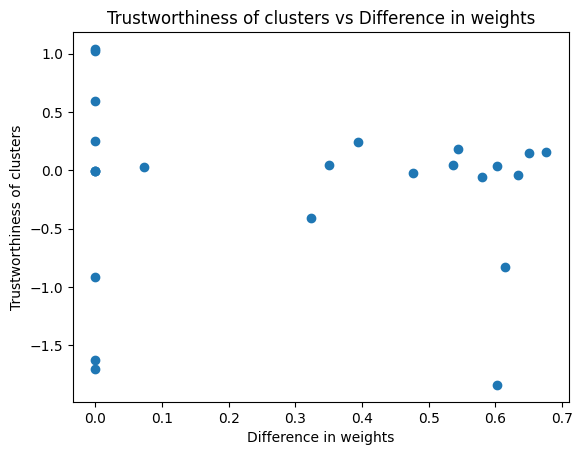 Trustworthiness of clusters vs Difference in weights
Trustworthiness of clusters
1.0
0.5
0.0
−0.5
−1.0
−1.5
0.0 0.1 0.2 0.3 0.4 0.5 0.6 0.7
Difference in weights